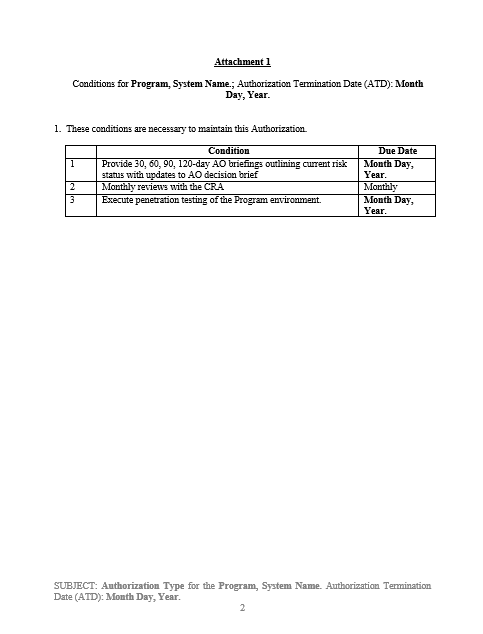 Attachment 1
Conditions for Program, System Name.; Authorization Termination Date (ATD): Month
Day, Year.
1. These conditions are necessary to maintain this Authorization.
Condition Due Date
1 Provide 30, 60, 90, 120-day AO briefings outlining current risk Month Day,
status with updates to AO decision brief Year.
2 Monthly reviews with the CRA Monthly
3 Execute penetration testing of the Program environment. Month Day,
Year.
SUBJECT: Authorization Type for the Program, System Name. Authorization Termination
Date (ATD): Month Day, Year.
2